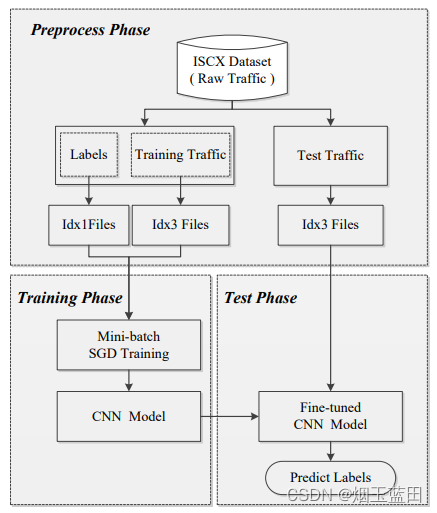 Preprocess Phase
ISCX Dataset
( Raw Traffic )
Labels
Training Traffic
Test Traffic
Idx1Files
Idx3 Files
Idx3 Files
Training Phase
Test Phase
Mini-batch
SGD Training
CNN Model
Fine-tuned
CNN Model
Predict Labels
CSDN @烟玉蓝田